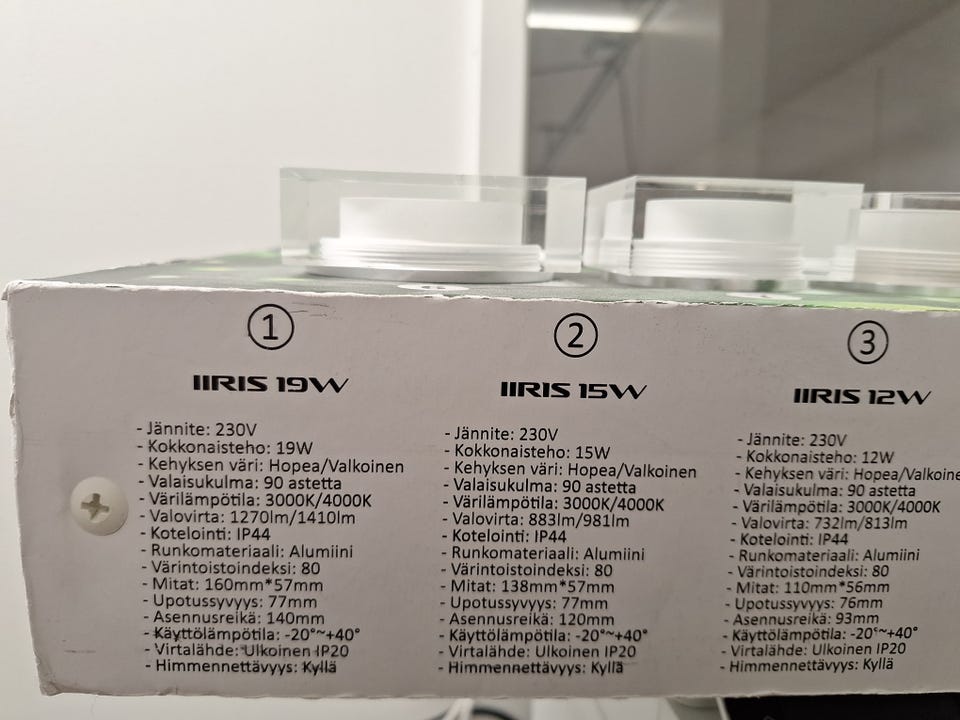 1
IIRIS 19W
- Jännite: 230V
- Kokkonaisteho: 19W
- Kehyksen väri: Hopea/Valkoinen
- Valaisukulma: 90 astetta
- Värilämpötila: 3000K/4000K
- Valovirta: 1270lm/1410lm
- Kotelointi: IP44
- Runkomateriaali: Alumiini
- Värintoistoindeksi: 80
- Mitat: 160mm*57mm
- Upotussyvyys: 77mm
- Asennusreikä: 140mm
- Käyttölämpötila: -20°~+40°
- Virtalähde: Ulkoinen IP20
- Himmennettävyys: Kyllä
2
IIRIS 15W
- Jännite: 230V
- Kokkonaisteho: 15W
- Kehyksen väri: Hopea/Valkoinen
- Valaisukulma: 90 astetta
- Värilämpötila: 3000K/4000K
- Valovirta: 883lm/981lm
- Kotelointi: IP44
- Runkomateriaali: Alumiini
- Värintoistoindeksi: 80
- Mitat: 138mm*57mm
- Upotussyvyys: 77mm
- Asennusreikä: 120mm
- Käyttölämpötila: -20°~+40°
- Virtalähde: Ulkoinen IP20
- Himmennettävyys: Kyllä
3
IIRIS 12W
- Jännite: 230V
- Kokkonaisteho: 12W
- Kehyksen väri: Hopea/Valkoine
- Valaisukulma: 90 astetta
- Värilämpötila: 3000K/4000K
- Valovirta: 732lm/813lm
- Kotelointi: IP44
- Runkomateriaali: Alumiini
- Värintoistoindeksi: 80
- Mitat: 110mm*56mm
- Upotussyvyys: 76mm
- Asennusreikä: 93mm
- Käyttölämpötila: -20°~+40°
- Virtalähde: Ulkoinen IP20
- Himmennettävyys: Kyllä